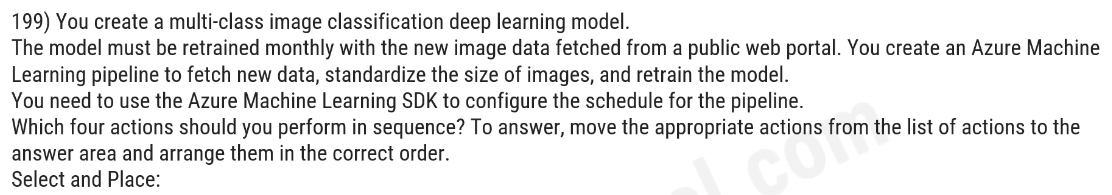 199) You create a multi-class image classification deep learning model.
The model must be retrained monthly with the new image data fetched from a public web portal. You create an Azure Machine
Learning pipeline to fetch new data, standardize the size of images, and retrain the model.
You need to use the Azure Machine Learning SDK to configure the schedule for the pipeline.
Which four actions should you perform in sequence? To answer, move the appropriate actions from the list of actions to the
answer area and arrange them in the correct order.
Select and Place: